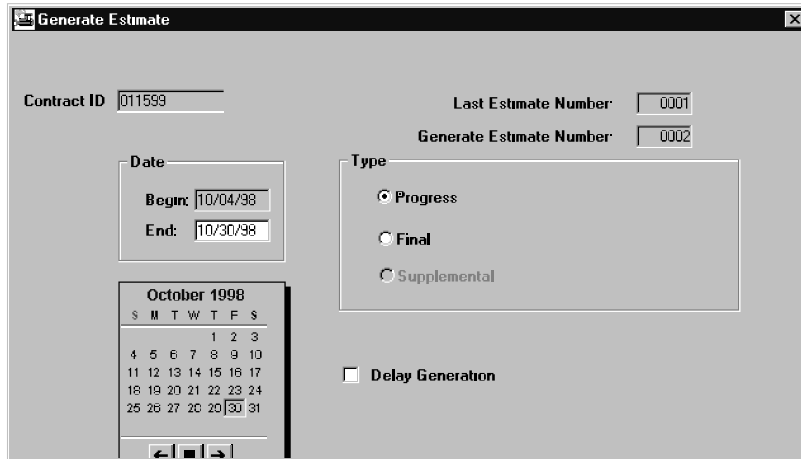 Generate Estimate
Contract ID 011599
Last Estimate Number: 0001
Generate Estimate Number: 0002
Date
Begin: 10/04/98
End: 10/30/98
Type
Progress
Final
Supplemental
October 1998
S M T W T F S
1 2 3
4 5 6 7 8 9 10
11 12 13 14 15 16 17
18 19 20 21 22 23 24
25 26 27 28 29 30 31
Delay Generation